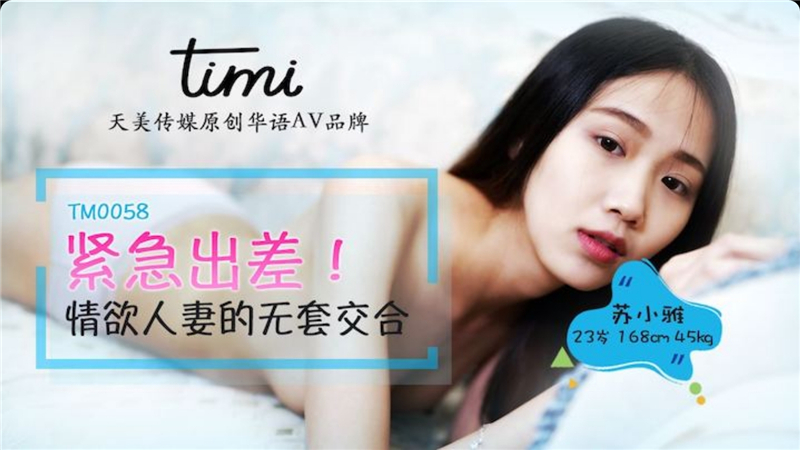 timi
天美传媒原创华语AV品牌
TM0058
紧急出差！
情欲人妻的无套交合
苏小雅
23岁 168cm 45kg